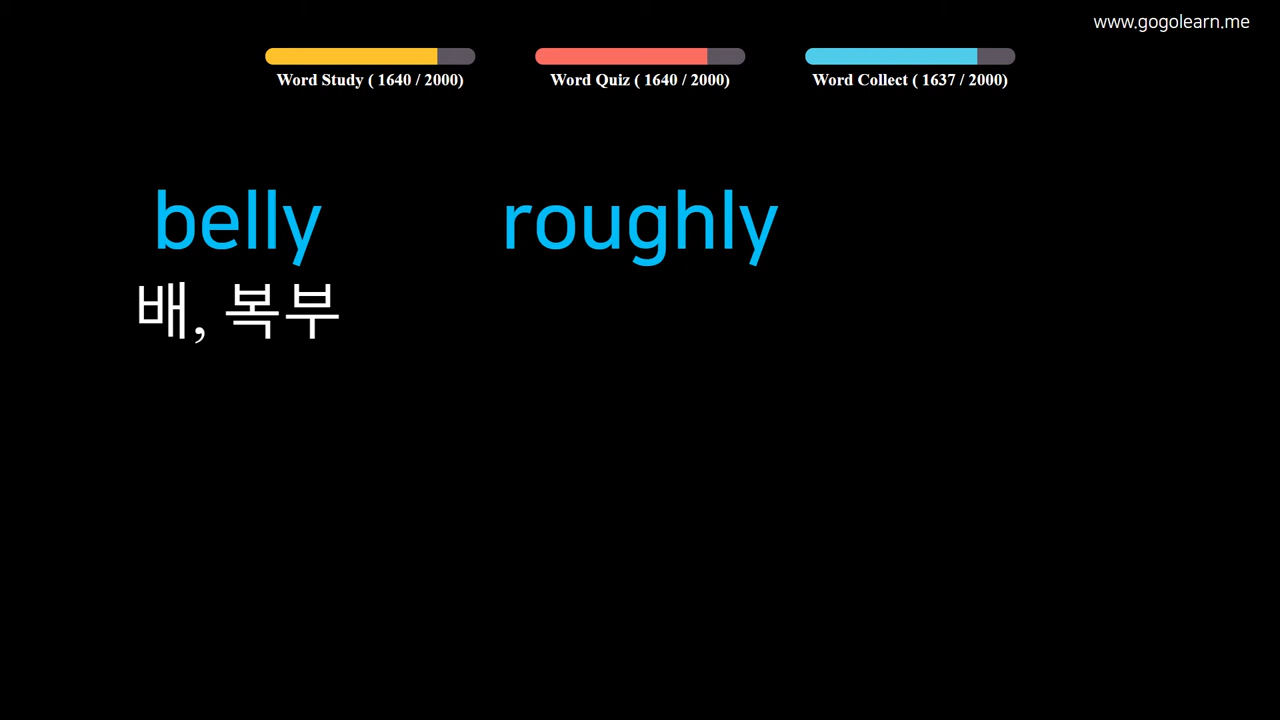 www.gogolearn.me
Word Study ( 1640 / 2000)
Word Quiz ( 1640 / 2000)
Word Collect ( 1637 / 2000)
belly
배, 복부
roughly